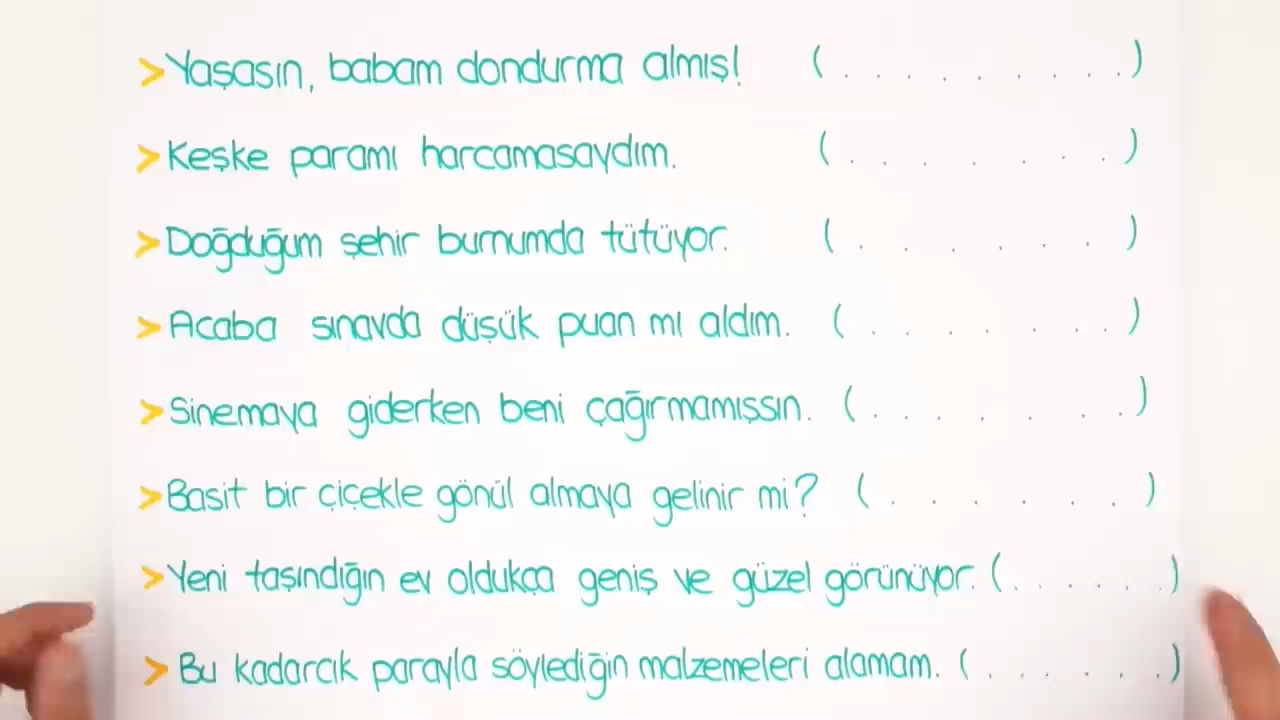 > Yaşasın, babam dondurma almış! ( . . . . . . . . . )
> Keşke paramı harcamasaydım. ( . . . . . . . )
> Doğduğum şehir burnumda tütüyor. ( . . . . . . )
> Acaba sınavda düşük puan mı aldım. ( . . . . . . . )
> Sinemaya giderken beni çağırmamışsın. ( . . . . . . . )
> Basit bir çiçekle gönül almaya gelinir mi? ( . . . . . . )
> Yeni taşındığın ev oldukça geniş ve güzel görünüyor. ( . . . . . . )
> Bu kadarcık parayla söylediğin malzemeleri alamam. ( . . . . . . )